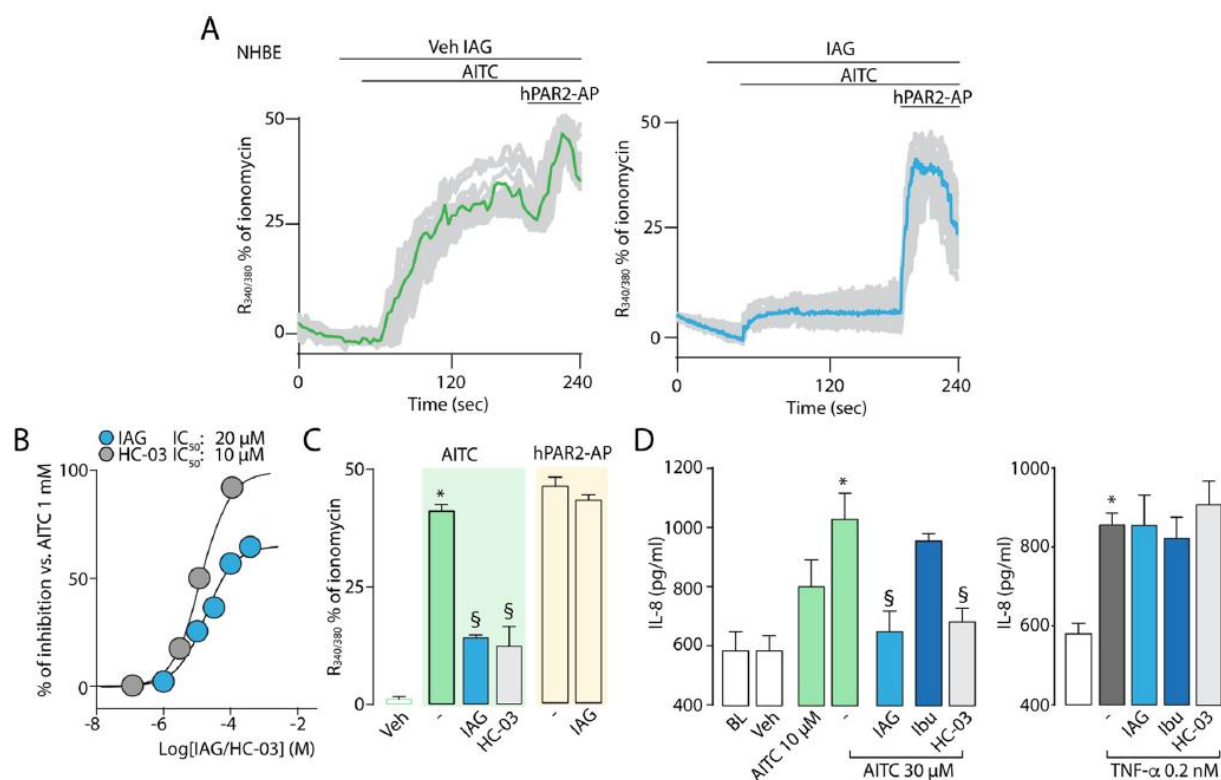 A
NHBE
Veh IAG
AITC
hPAR2-AP
R340/380 % of ionomycin
50
25
0
0
120
240
Time (sec)
IAG
AITC
hPAR2-AP
R340/380 % of ionomycin
50
25
0
0
120
240
Time (sec)
B
IAG IC50: 20 µM
HC-03 IC50: 10 µM
% of inhibition vs. AITC 1 mM
100
50
0
-8
-6
-4
-2
Log[IAG/HC-03] (M)
C
AITC
hPAR2-AP
R340/380 % of ionomycin
50
25
0
*
§
§
Veh
-
IAG
HC-03
-
IAG
D
IL-8 (pg/ml)
1200
1000
800
600
400
*
§
§
BL
Veh
AITC 10 µM
-
IAG
Ibu
HC-03
AITC 30 µM
IL-8 (pg/ml)
1000
800
600
400
*
-
IAG
Ibu
HC-03
TNF-α 0.2 nM